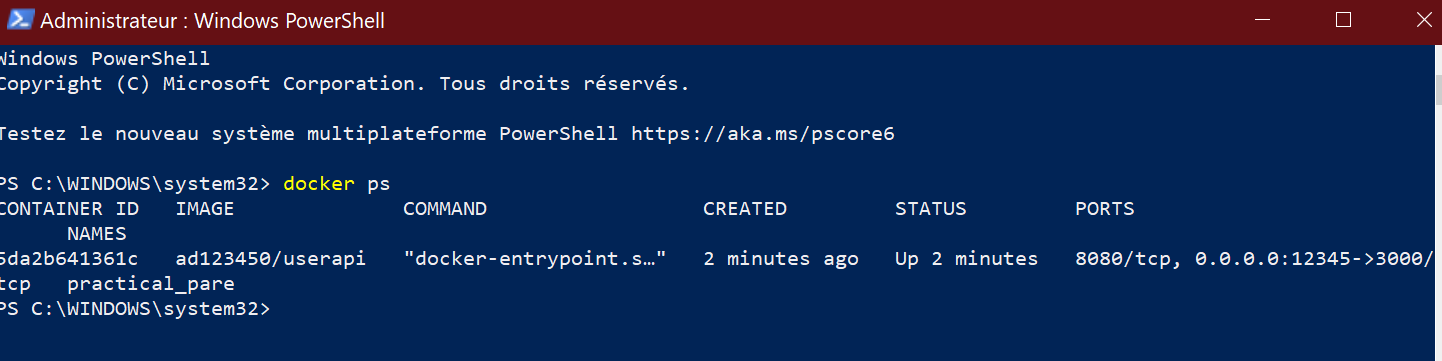 Administrateur : Windows PowerShell
Windows PowerShell
Copyright (C) Microsoft Corporation. Tous droits réservés.
Testez le nouveau système multiplateforme PowerShell https://aka.ms/pscore6
PS C:\WINDOWS\system32> docker ps
CONTAINER ID   IMAGE              COMMAND                  CREATED         STATUS         PORTS
      NAMES
5da2b641361c   ad123450/userapi   "docker-entrypoint.s…"   2 minutes ago   Up 2 minutes   8080/tcp, 0.0.0.0:12345->3000/
tcp   practical_pare
PS C:\WINDOWS\system32>